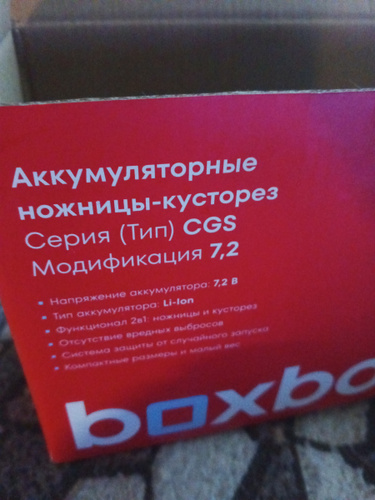 Аккумуляторные
ножницы-кусторез
Серия (Тип) CGS
Модификация 7,2
• Напряжение аккумулятора: 7,2 В
• Тип аккумулятора: Li-Ion
• Функционал 2в1: ножницы и кусторез
• Отсутствие вредных выбросов
• Система защиты от случайного запуска
• Компактные размеры и малый вес
boxbo